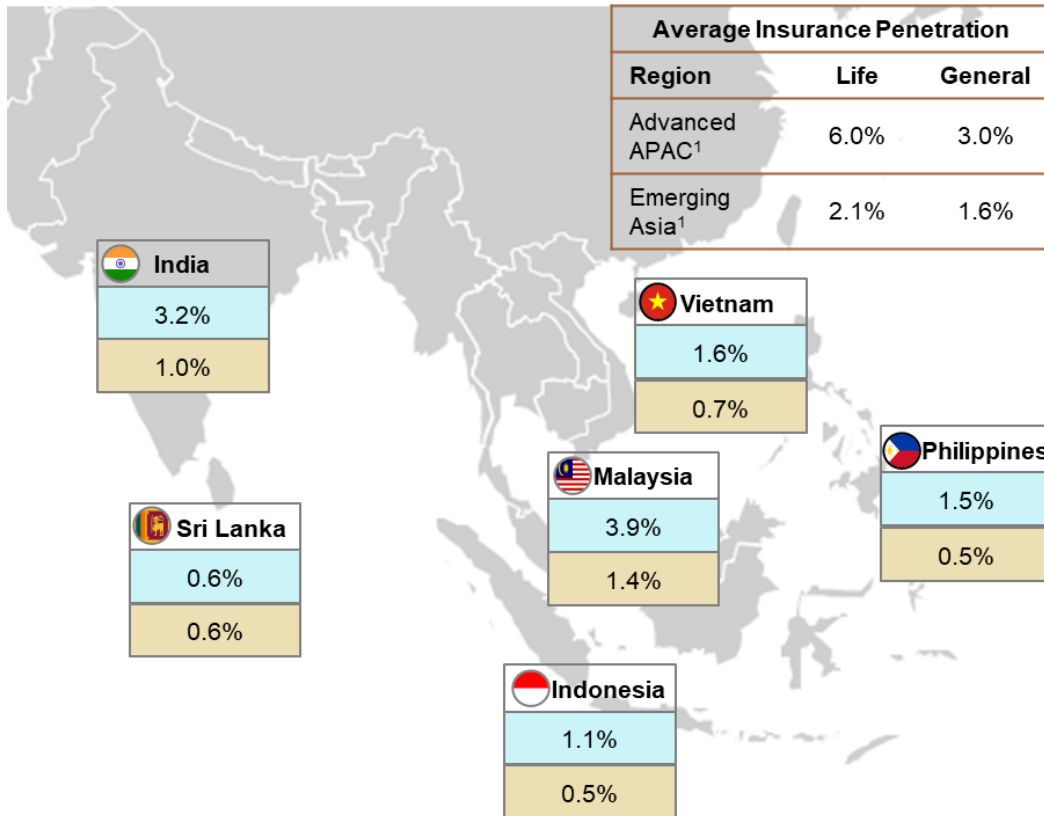 Average Insurance Penetration
Region Life General
Advanced
APAC¹ 6.0% 3.0%
Emerging
Asia¹ 2.1% 1.6%
India
3.2%
1.0%
Vietnam
1.6%
0.7%
Philippines
1.5%
0.5%
Malaysia
3.9%
1.4%
Sri Lanka
0.6%
0.6%
Indonesia
1.1%
0.5%